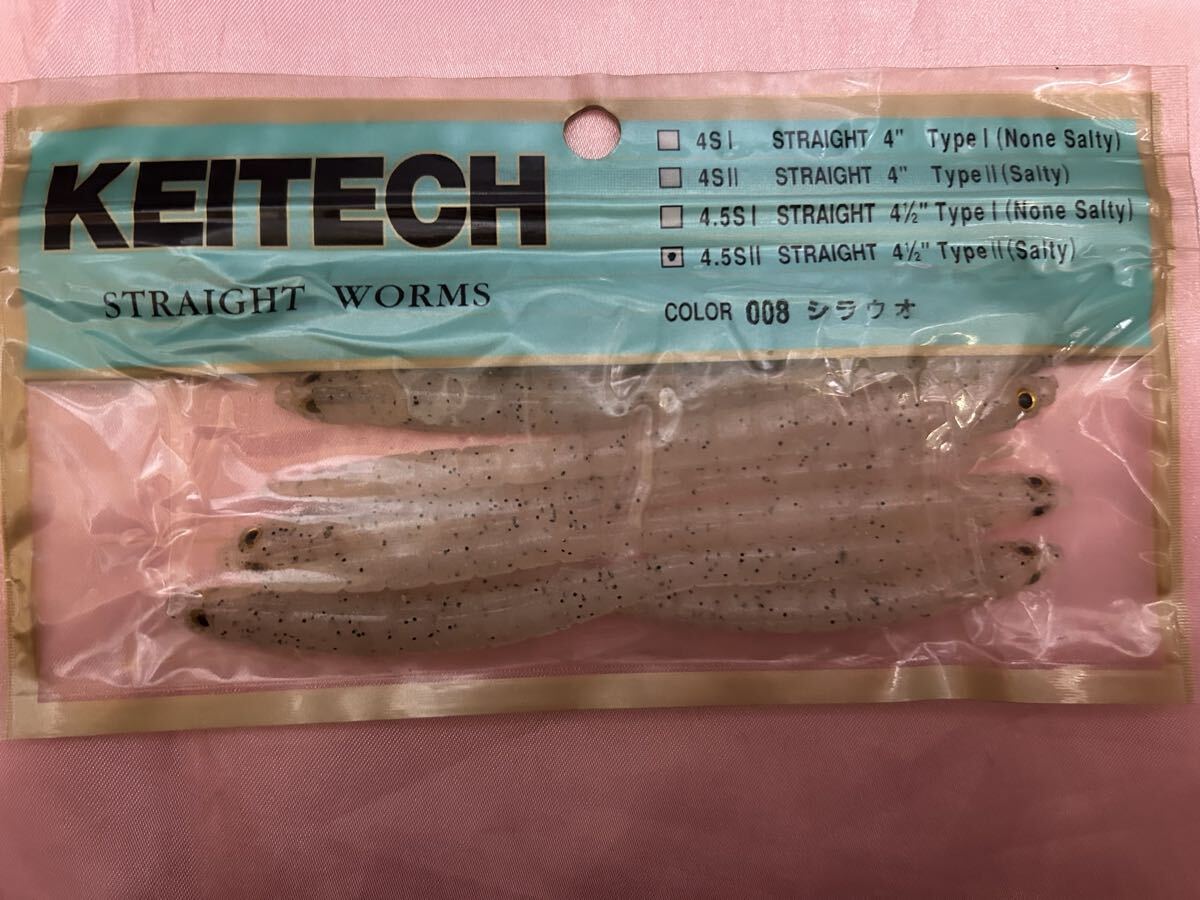 KEITECH
STRAIGHT WORMS
4S I STRAIGHT 4" Type I (None Salty)
4S II STRAIGHT 4" Type II (Salty)
4.5S I STRAIGHT 4½" Type I (None Salty)
4.5S II STRAIGHT 4½" Type II (Salty)
COLOR 008 シラウオ